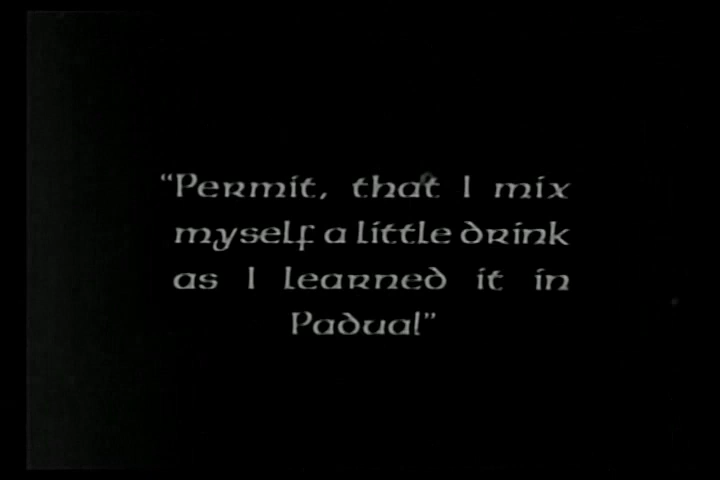 “Permit, that I mix
myself a little drink
as I learned it in
Padua!”